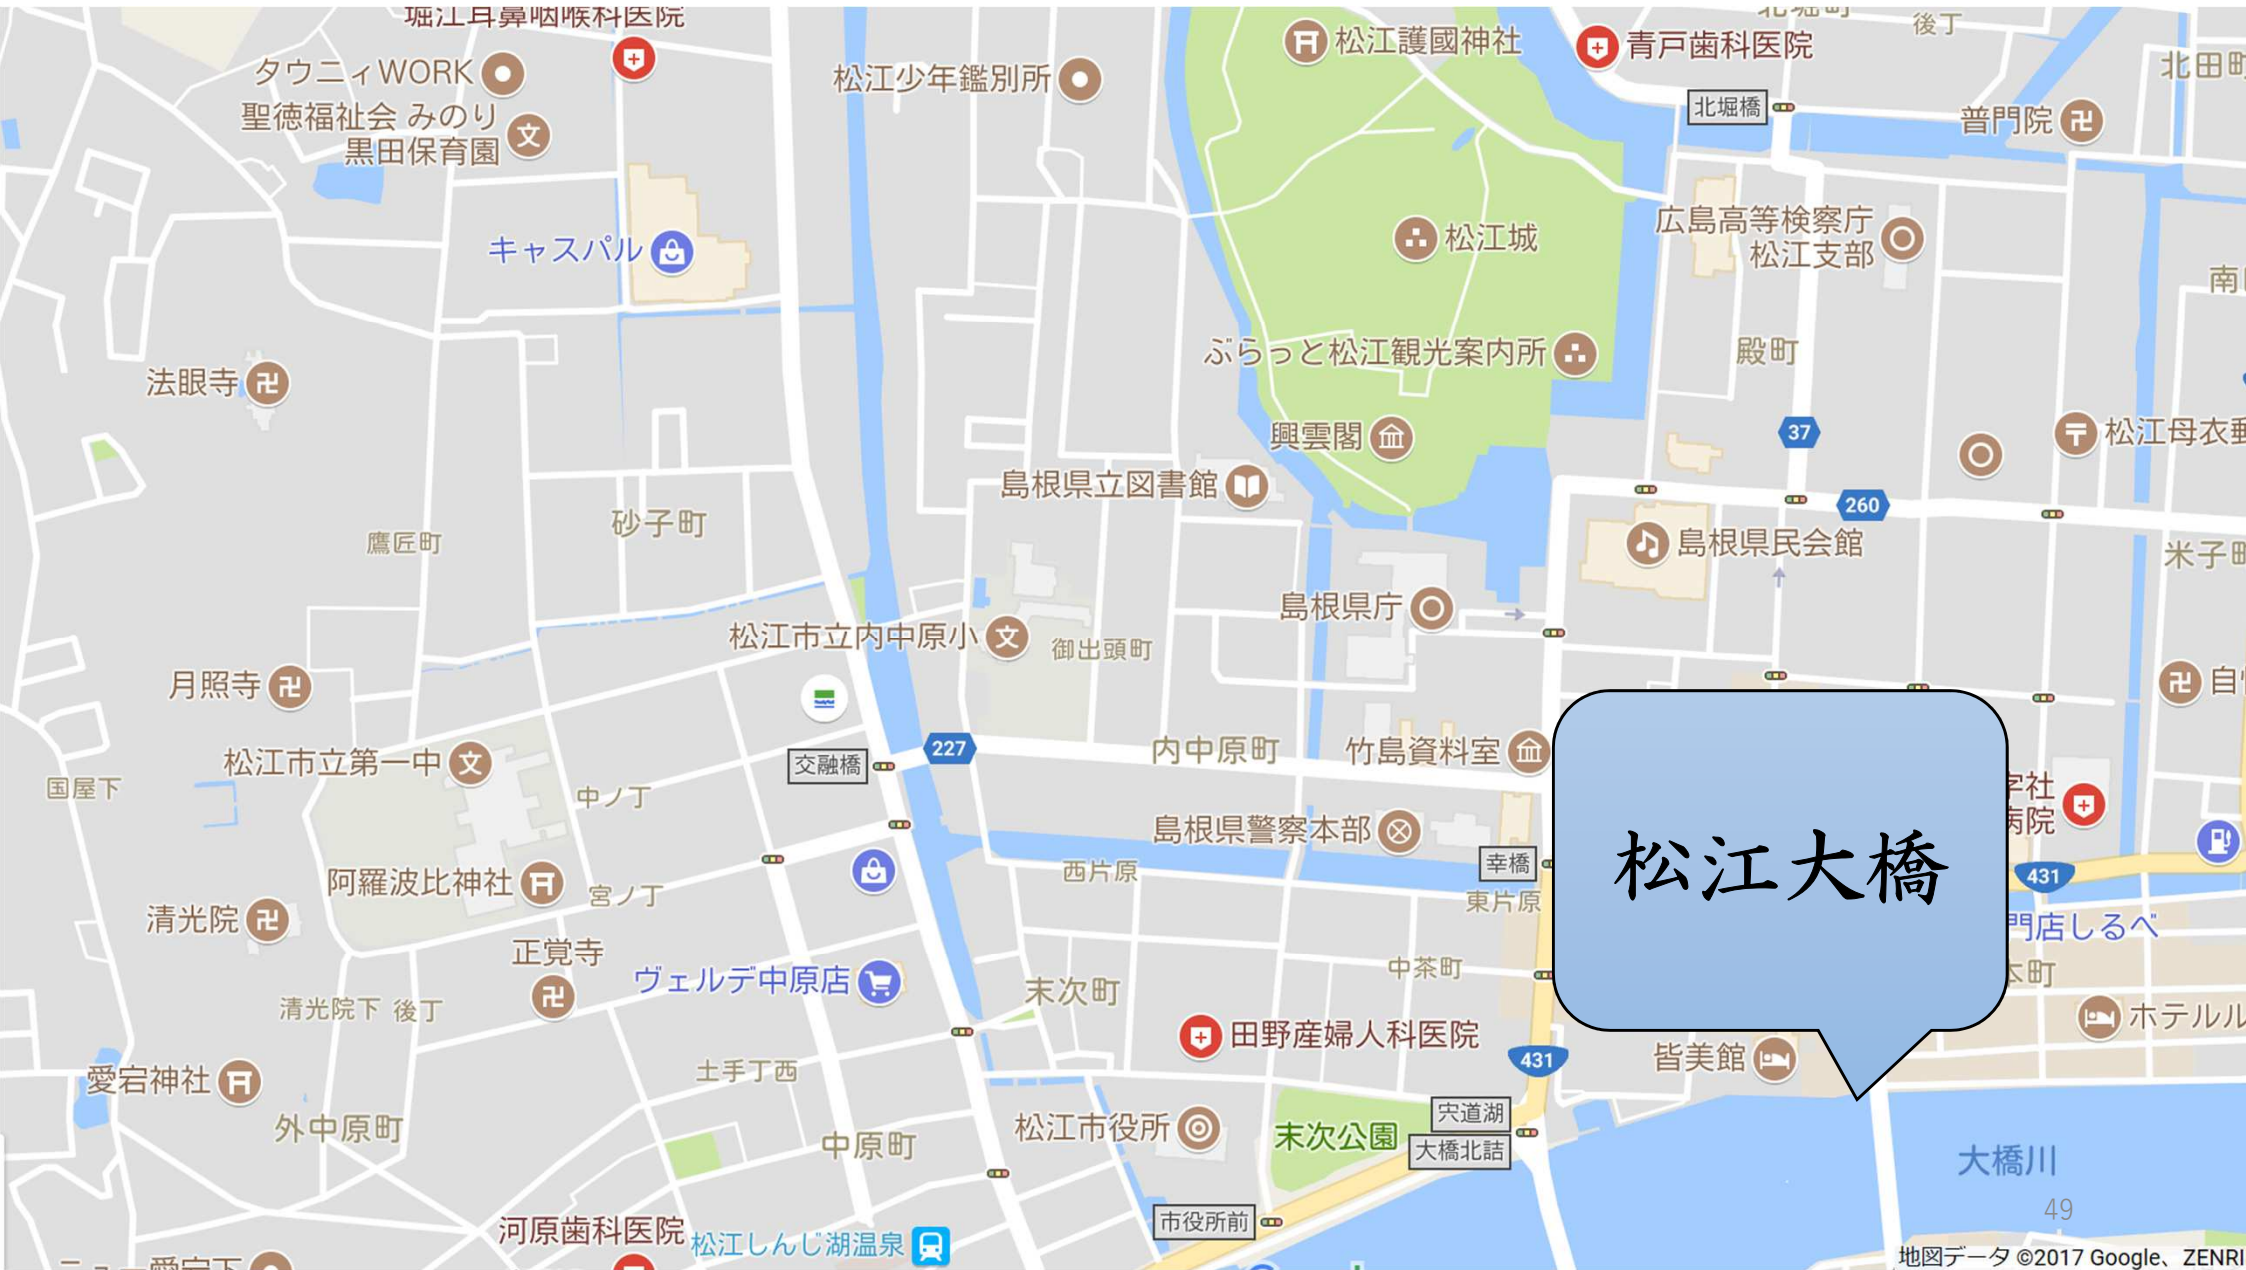 堀江耳鼻咽喉科医院
松江護國神社
青戸歯科医院
後丁
タウニィWORK
松江少年鑑別所
北田町
聖徳福祉会 みのり
黒田保育園
北堀橋
普門院
キャスパル
松江城
広島高等検察庁
松江支部
南
ぶらっと松江観光案内所
殿町
法眼寺
興雲閣
37
松江母衣
島根県立図書館
260
砂子町
鷹匠町
島根県民会館
米子町
島根県庁
松江市立内中原小
御出頭町
月照寺
自
松江市立第一中
交融橋
227
内中原町
竹島資料室
国屋下
中ノ丁
字社
病院
島根県警察本部
松江大橋
西片原
幸橋
431
阿羅波比神社
宮ノ丁
東片原
清光院
門店しるべ
正覚寺
ヴェルデ中原店
中茶町
本町
清光院下 後丁
末次町
ホテルル
田野産婦人科医院
431
皆美館
土手丁西
愛宕神社
外中原町
中原町
松江市役所
末次公園
宍道湖
大橋北詰
大橋川
49
市役所前
河原歯科医院
松江しんじ湖温泉
地図データ ©2017 Google、ZENRI